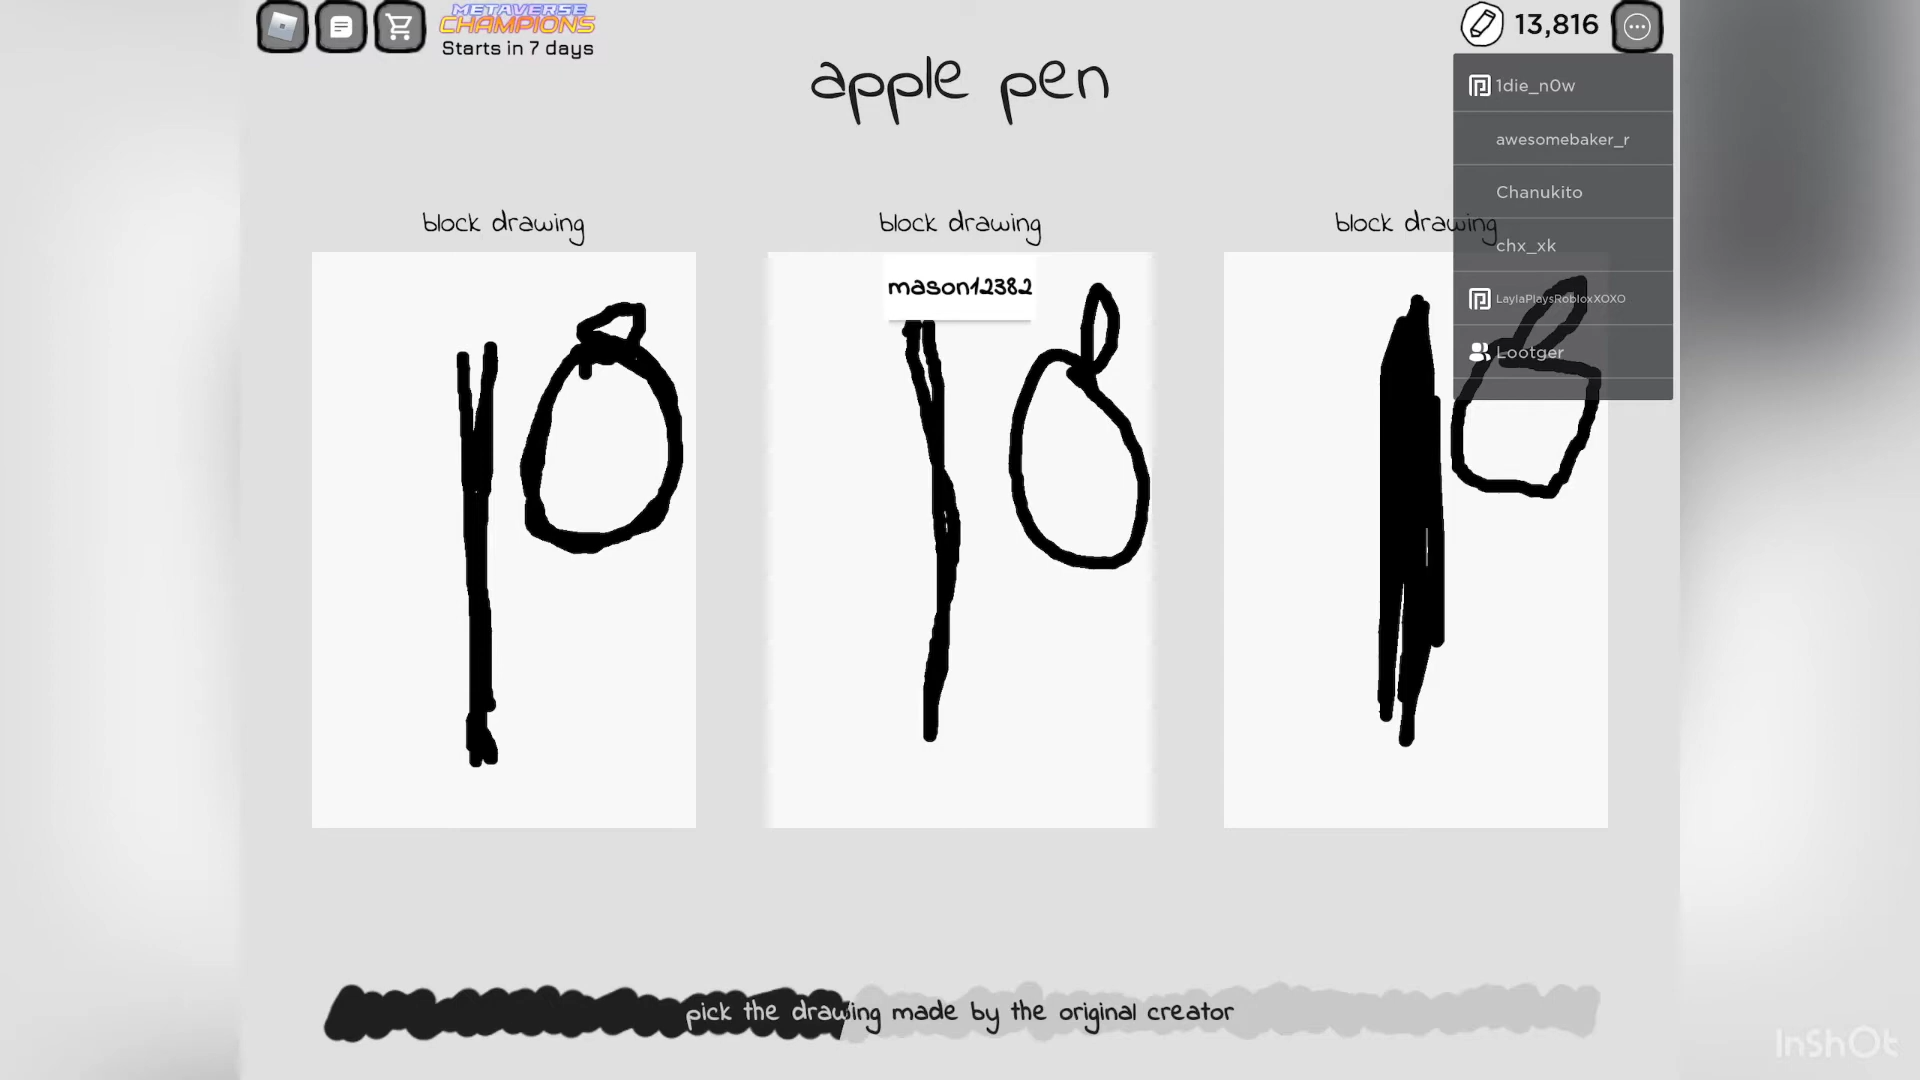 METAVERSE
CHAMPIONS
Starts in 7 days
13,816
apple pen
1die_n0w
awesomebaker_r
Chanukito
chx_xk
LaylaPlaysRobloxXOXO
Lootger
block drawing
block drawing
block drawing
mason12382
pick the drawing made by the original creator
InShOt